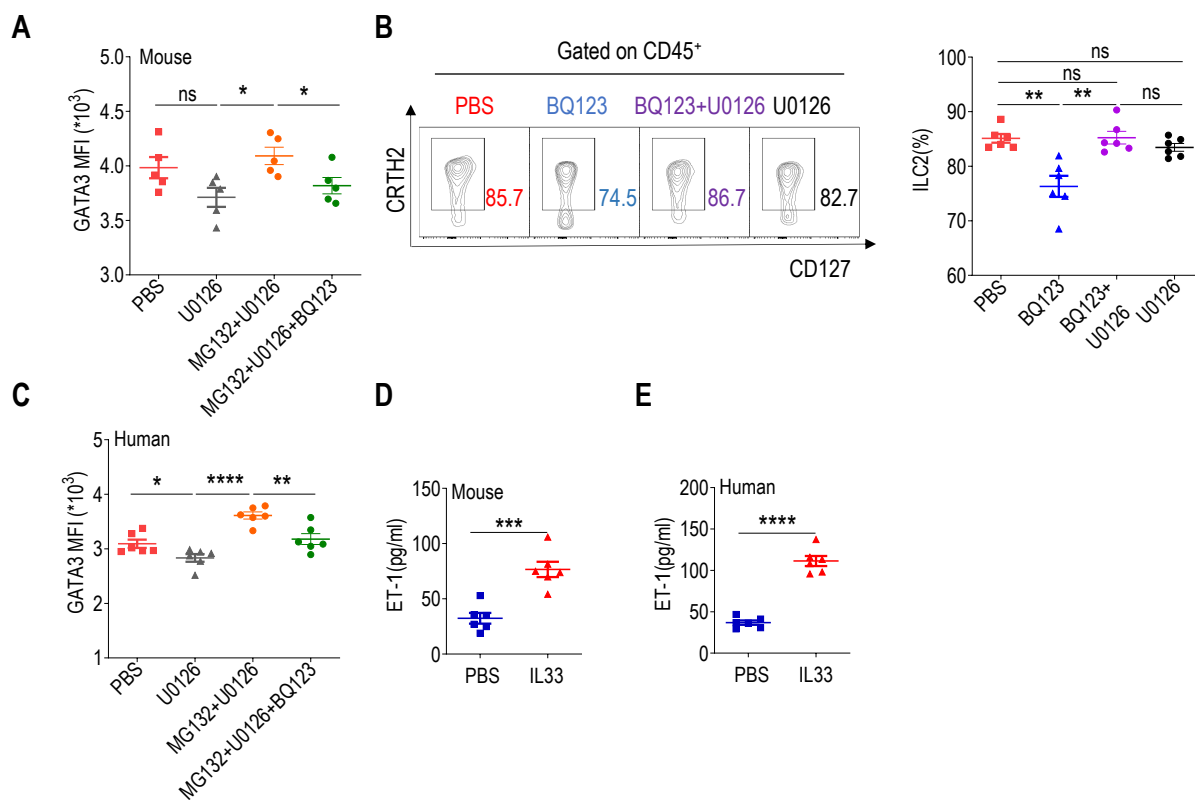 A
Mouse
GATA3 MFI (*10³)
5.0
4.5
4.0
3.5
3.0
ns
*
*
PBS
U0126
MG132+U0126
MG132+U0126+BQ123
B
Gated on CD45⁺
PBS
BQ123
BQ123+U0126
U0126
CRTH2
85.7
74.5
86.7
82.7
CD127
ILC2(%)
100
90
80
70
60
ns
ns
**
**
ns
PBS
BQ123
BQ123+
U0126
U0126
C
Human
GATA3 MFI (*10³)
5
4
3
2
1
*
****
**
PBS
U0126
MG132+U0126
MG132+U0126+BQ123
D
Mouse
ET-1(pg/ml)
150
100
50
0
***
PBS
IL33
E
Human
ET-1(pg/ml)
200
150
100
50
0
****
PBS
IL33